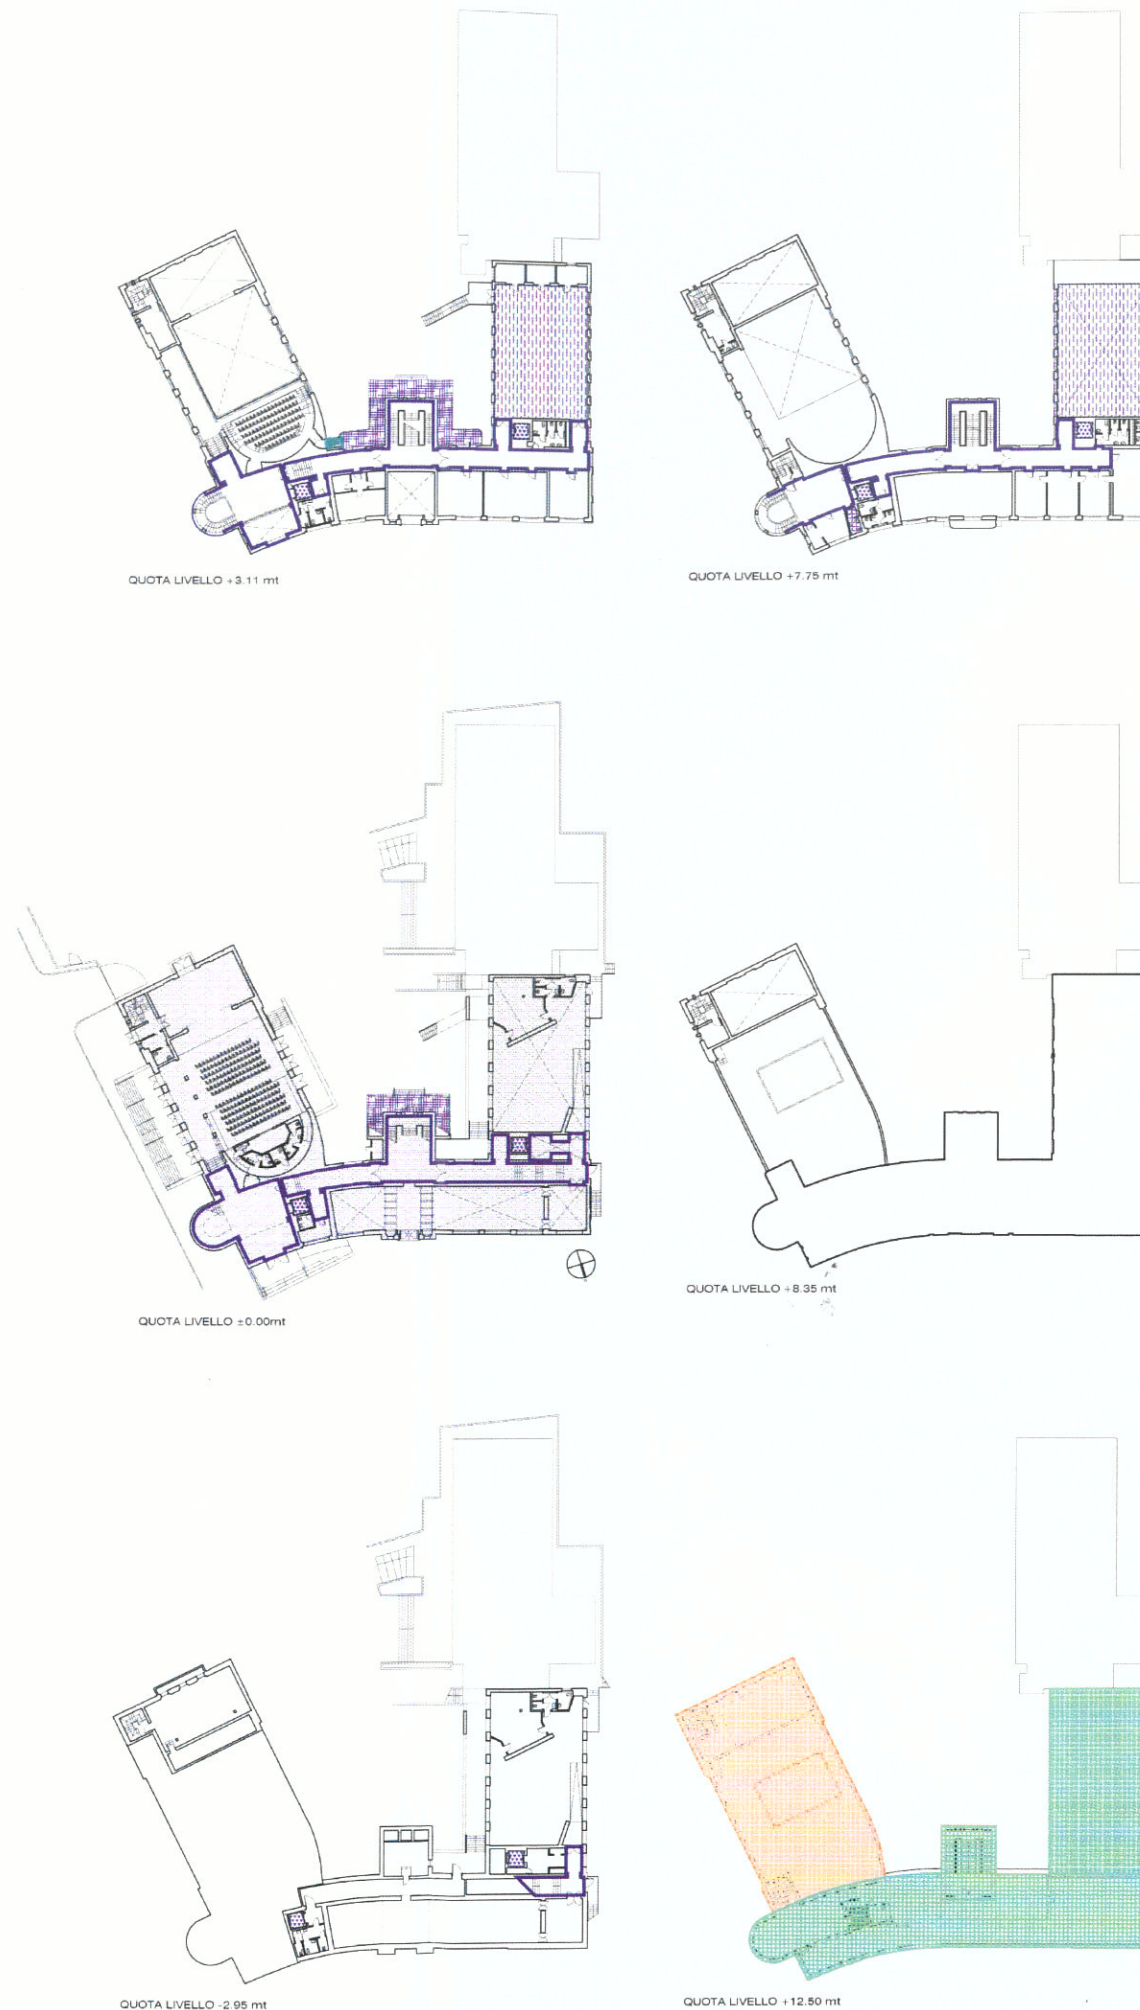 QUOTA LIVELLO +3.11 mt
QUOTA LIVELLO +7.75 mt
QUOTA LIVELLO ±0.00mt
QUOTA LIVELLO +8.35 mt
QUOTA LIVELLO -2.95 mt
QUOTA LIVELLO +12.50 mt